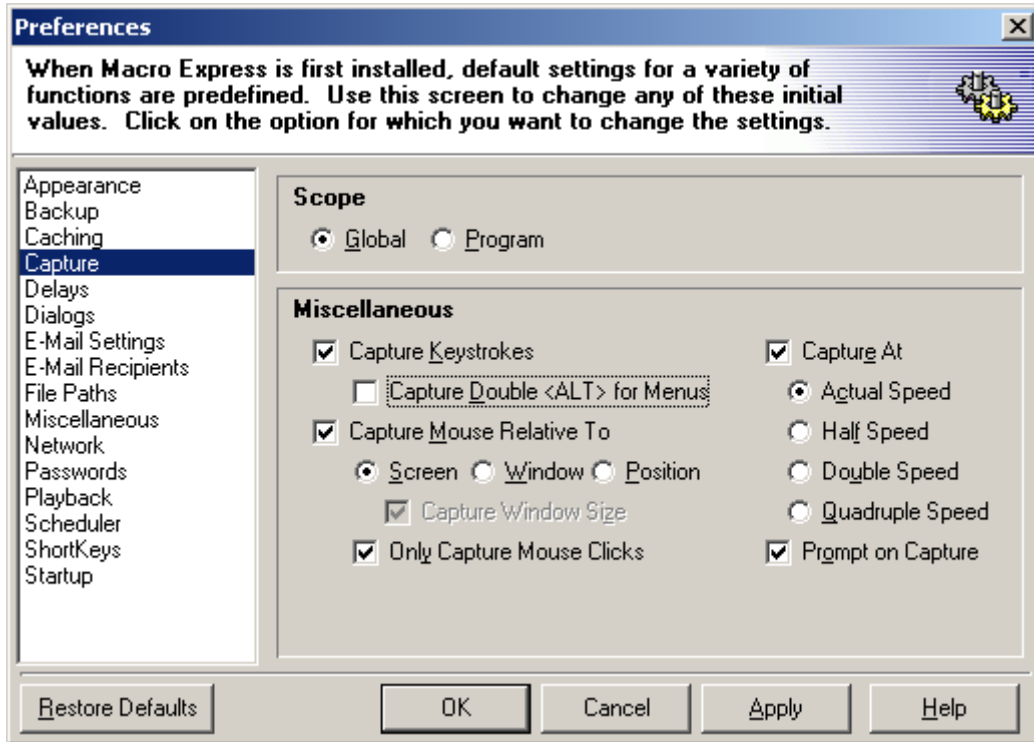 Preferences
When Macro Express is first installed, default settings for a variety of
functions are predefined. Use this screen to change any of these initial
values. Click on the option for which you want to change the settings.
Appearance
Backup
Caching
Capture
Delays
Dialogs
E-Mail Settings
E-Mail Recipients
File Paths
Miscellaneous
Network
Passwords
Playback
Scheduler
ShortKeys
Startup
Scope
Global Program
Miscellaneous
Capture Keystrokes
Capture Double <ALT> for Menus
Capture Mouse Relative To
Screen Window Position
Capture Window Size
Only Capture Mouse Clicks
Capture At
Actual Speed
Half Speed
Double Speed
Quadruple Speed
Prompt on Capture
Restore Defaults OK Cancel Apply Help